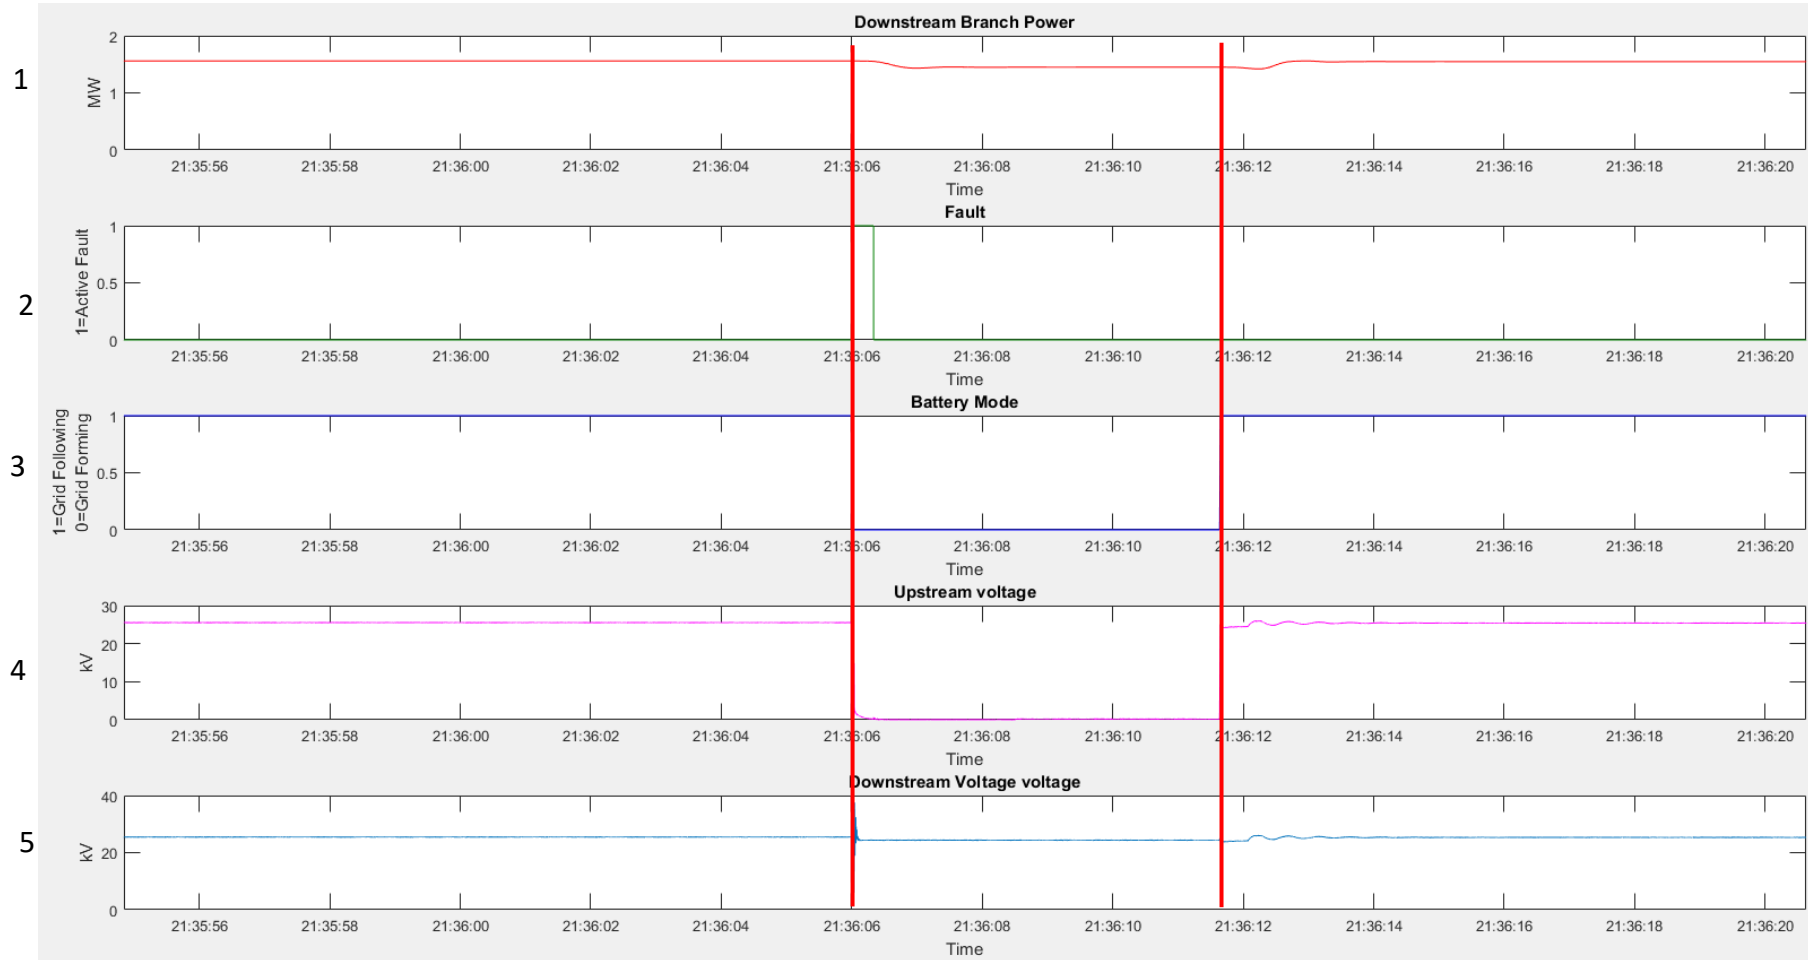 Downstream Branch Power
1
MW
2
1
0
21:35:56 21:35:58 21:36:00 21:36:02 21:36:04 21:36:06 21:36:08 21:36:10 21:36:12 21:36:14 21:36:16 21:36:18 21:36:20
Time
Fault
2
1=Active Fault
1
0.5
0
21:35:56 21:35:58 21:36:00 21:36:02 21:36:04 21:36:06 21:36:08 21:36:10 21:36:12 21:36:14 21:36:16 21:36:18 21:36:20
Time
Battery Mode
3
1=Grid Following
0=Grid Forming
1
0.5
0
21:35:56 21:35:58 21:36:00 21:36:02 21:36:04 21:36:06 21:36:08 21:36:10 21:36:12 21:36:14 21:36:16 21:36:18 21:36:20
Time
Upstream voltage
4
kV
30
20
10
0
21:35:56 21:35:58 21:36:00 21:36:02 21:36:04 21:36:06 21:36:08 21:36:10 21:36:12 21:36:14 21:36:16 21:36:18 21:36:20
Time
Downstream Voltage voltage
5
kV
40
20
0
21:35:56 21:35:58 21:36:00 21:36:02 21:36:04 21:36:06 21:36:08 21:36:10 21:36:12 21:36:14 21:36:16 21:36:18 21:36:20
Time